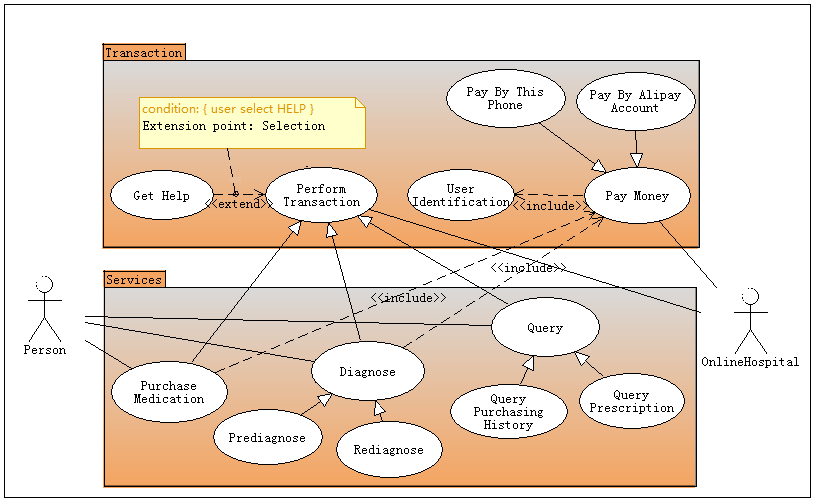 Transaction
condition: { user select HELP }
Extension point: Selection
Pay By This
Phone
Pay By Alipay
Account
Get Help
<<extend>>
Perform
Transaction
User
Identification
<<include>>
Pay Money
<<include>>
Services
<<include>>
Person
OnlineHospital
Query
Purchase
Medication
Diagnose
Query
Purchasing
History
Query
Prescription
Prediagnose
Rediagnose